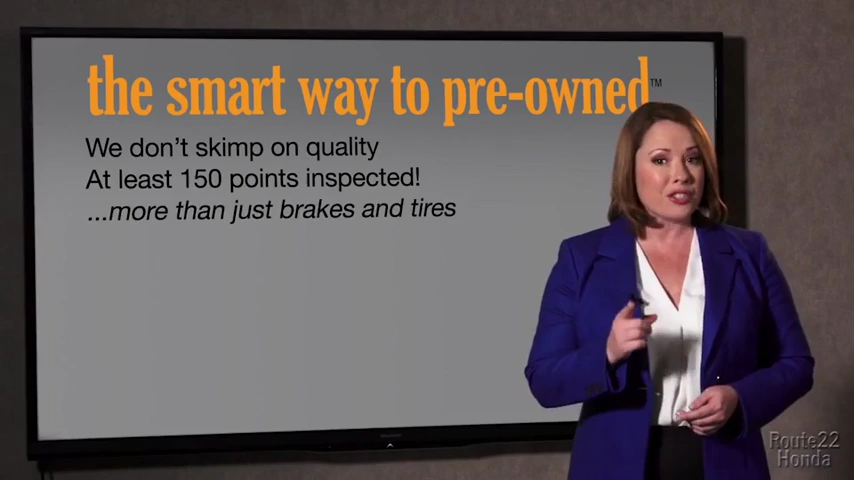 the smart way to pre-owned™
We don't skimp on quality
At least 150 points inspected!
...more than just brakes and tires
Route22
Honda